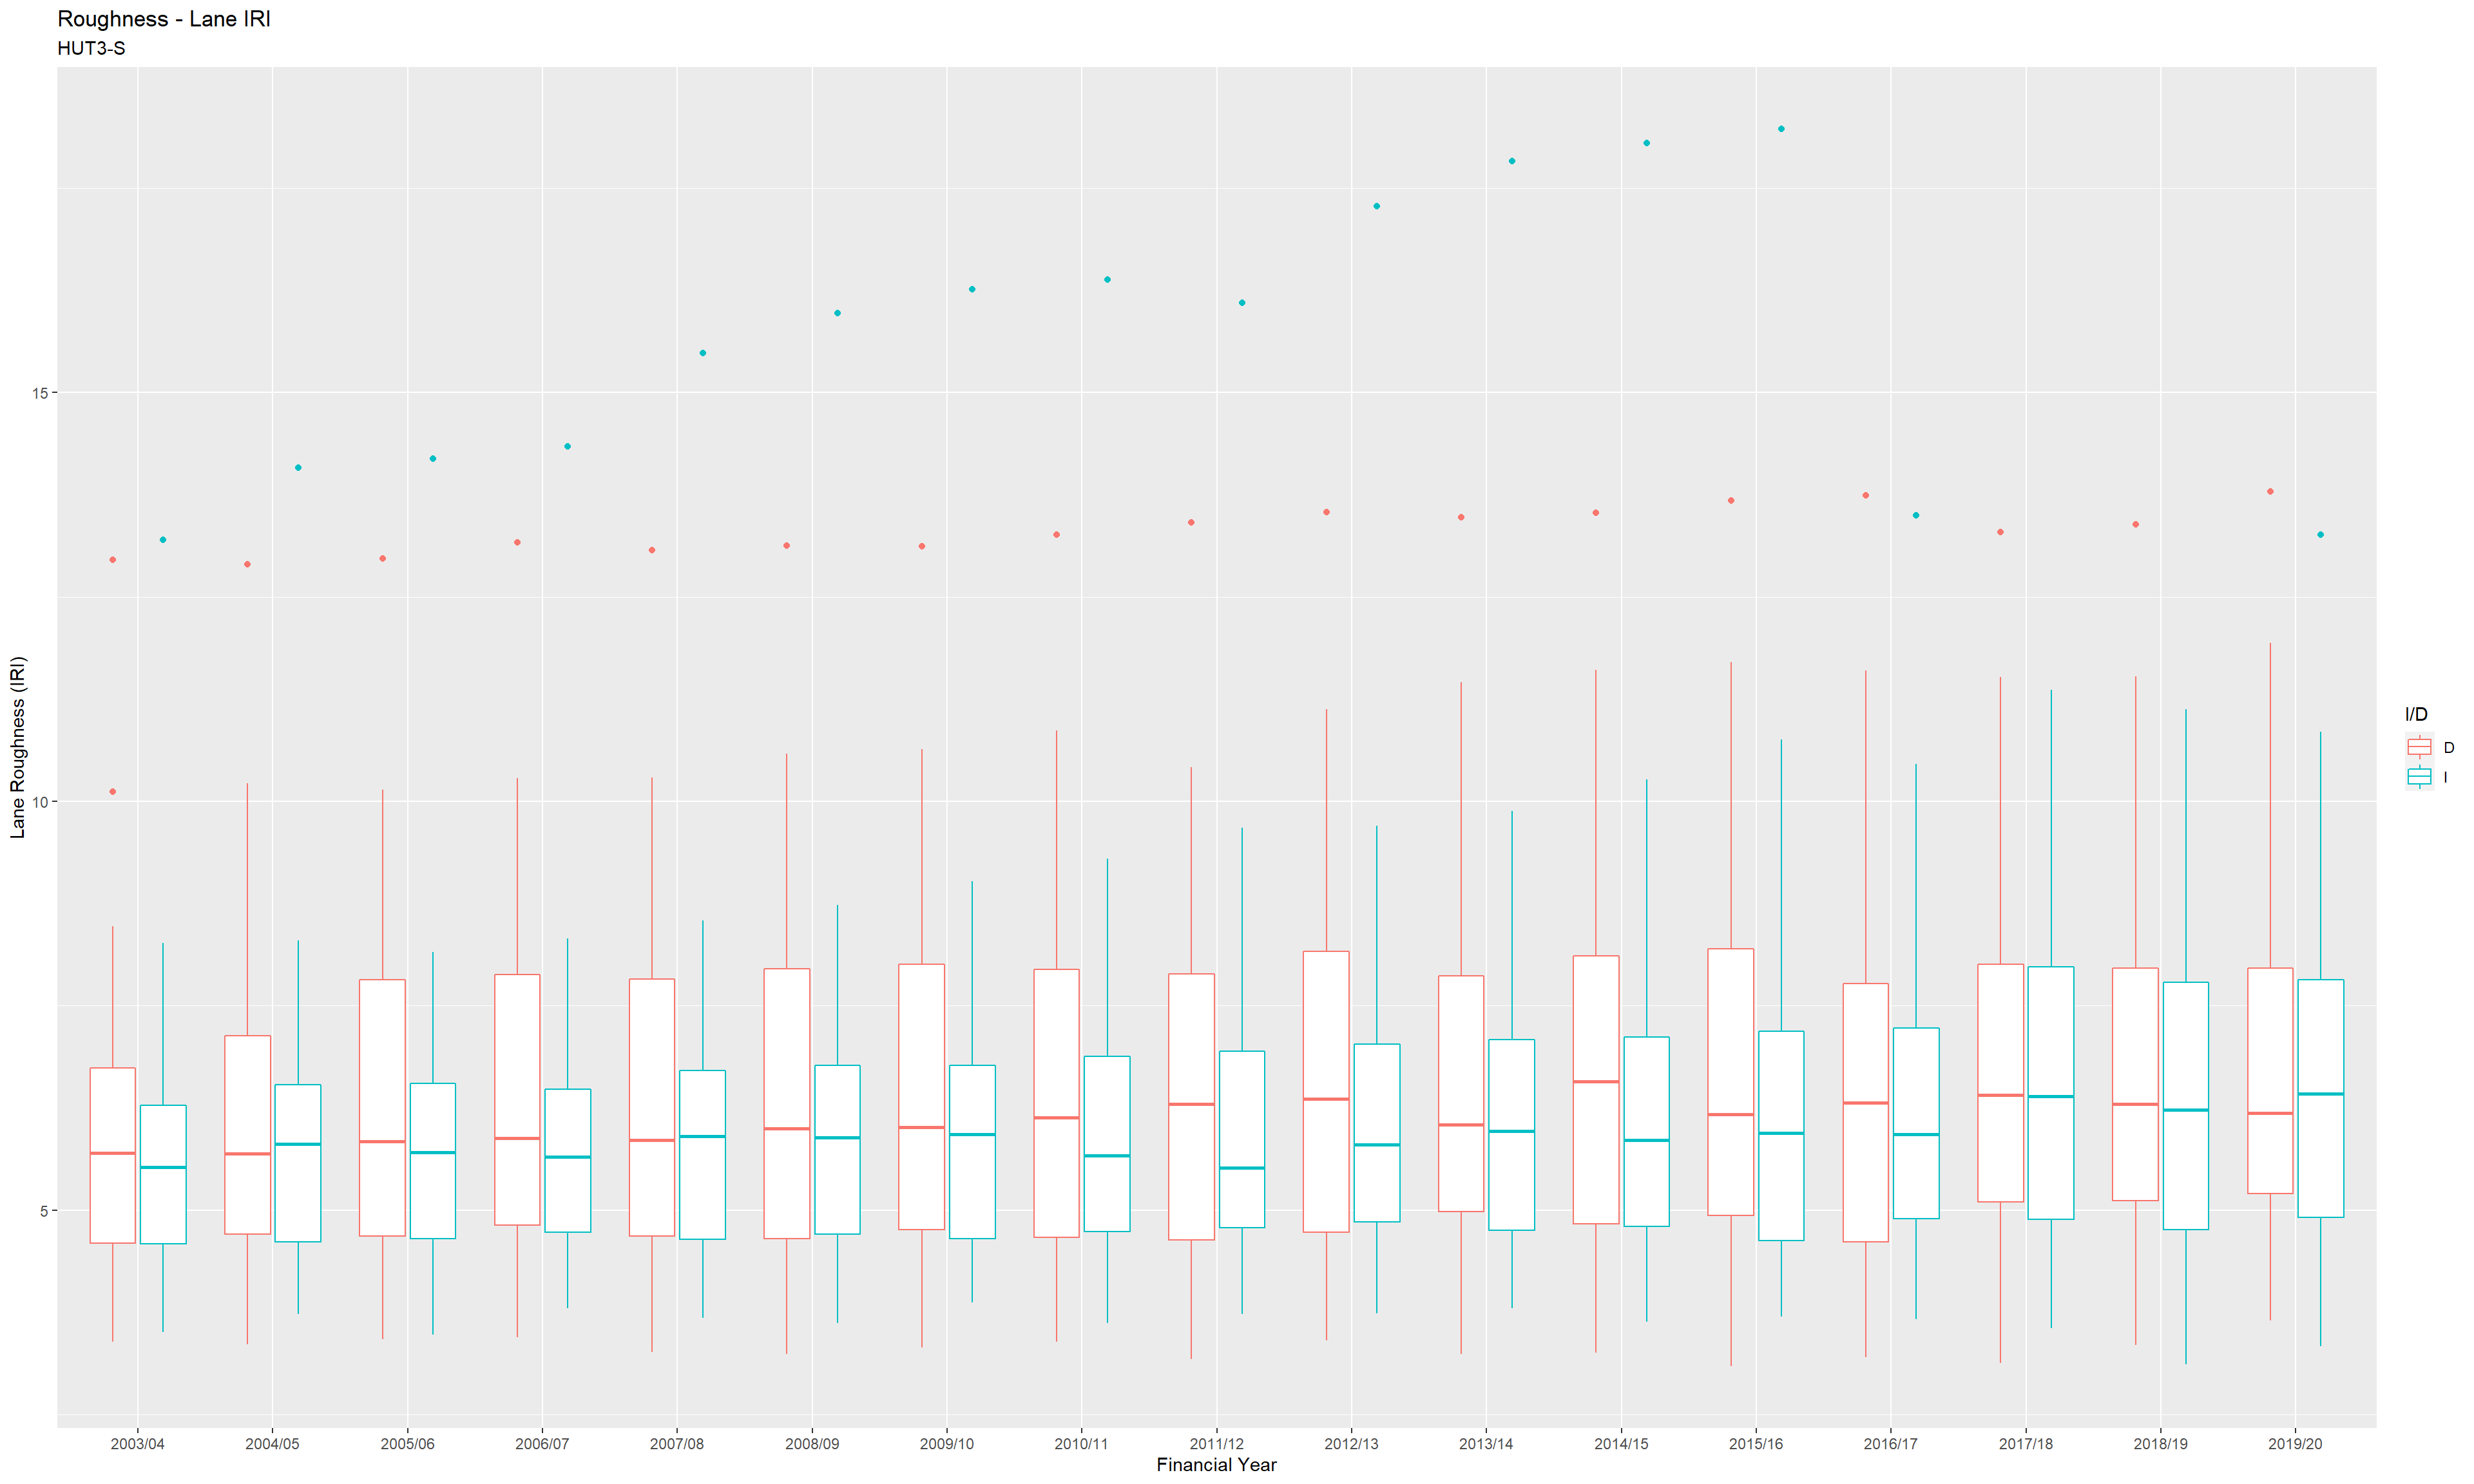 Roughness - Lane IRI
HUT3-S
Lane Roughness (IRI)
15
10
5
2003/04 2004/05 2005/06 2006/07 2007/08 2008/09 2009/10 2010/11 2011/12 2012/13 2013/14 2014/15 2015/16 2016/17 2017/18 2018/19 2019/20
Financial Year
I/D
D
I